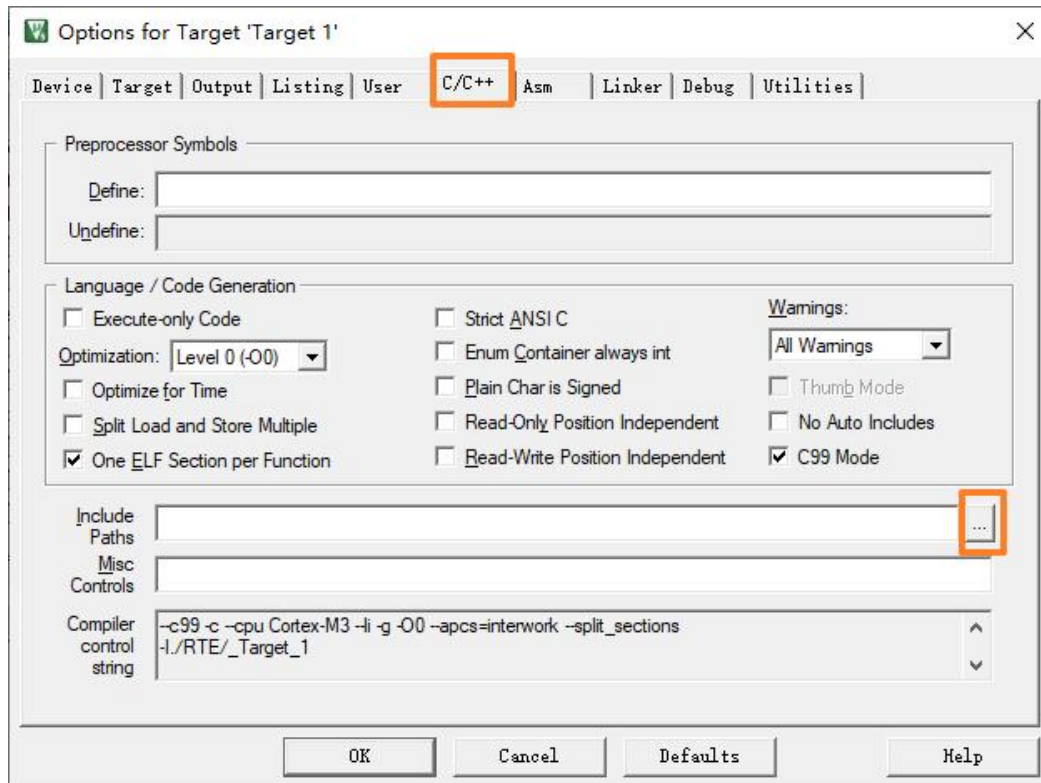 Options for Target 'Target 1'
Device Target Output Listing User C/C++ Asm Linker Debug Utilities
Preprocessor Symbols
Define:
Undefine:
Language / Code Generation
Execute-only Code
Optimization: Level 0 (-O0)
Optimize for Time
Split Load and Store Multiple
One ELF Section per Function
Strict ANSI C
Enum Container always int
Plain Char is Signed
Read-Only Position Independent
Read-Write Position Independent
Warnings:
All Warnings
Thumb Mode
No Auto Includes
C99 Mode
Include
Paths
...
Misc
Controls
Compiler
control
string
--c99 -c --cpu Cortex-M3 --li -g -O0 --apcs=interwork --split_sections
-I./RTE/_Target_1
OK Cancel Defaults Help